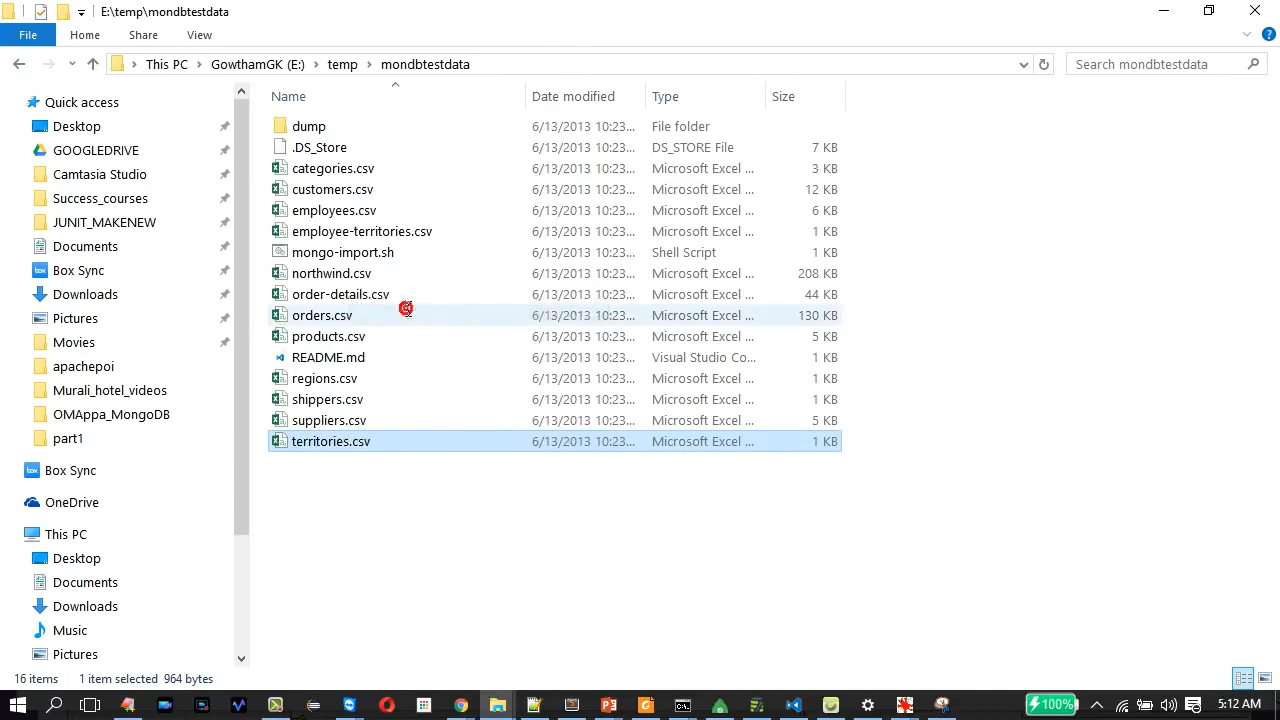 E:\temp\mondbtestdata
File Home Share View
This PC GowthamGK (E:) temp mondbtestdata
Search mondbtestdata
Name Date modified Type Size
Quick access
Desktop
GOOGLEDRIVE
Camtasia Studio
Success_courses
JUNIT_MAKENEW
Documents
Box Sync
Downloads
Pictures
Movies
apachepoi
Murali_hotel_videos
OMAppa_MongoDB
part1
Box Sync
OneDrive
This PC
Desktop
Documents
Downloads
Music
Pictures
dump 6/13/2013 10:23... File folder
.DS_Store 6/13/2013 10:23... DS_STORE File 7 KB
categories.csv 6/13/2013 10:23... Microsoft Excel ... 3 KB
customers.csv 6/13/2013 10:23... Microsoft Excel ... 12 KB
employees.csv 6/13/2013 10:23... Microsoft Excel ... 6 KB
employee-territories.csv 6/13/2013 10:23... Microsoft Excel ... 1 KB
mongo-import.sh 6/13/2013 10:23... Shell Script 1 KB
northwind.csv 6/13/2013 10:23... Microsoft Excel ... 208 KB
order-details.csv 6/13/2013 10:23... Microsoft Excel ... 44 KB
orders.csv 6/13/2013 10:23... Microsoft Excel ... 130 KB
products.csv 6/13/2013 10:23... Microsoft Excel ... 5 KB
README.md 6/13/2013 10:23... Visual Studio Co... 1 KB
regions.csv 6/13/2013 10:23... Microsoft Excel ... 1 KB
shippers.csv 6/13/2013 10:23... Microsoft Excel ... 1 KB
suppliers.csv 6/13/2013 10:23... Microsoft Excel ... 5 KB
territories.csv 6/13/2013 10:23... Microsoft Excel ... 1 KB
16 items 1 item selected 964 bytes
100% 5:12 AM